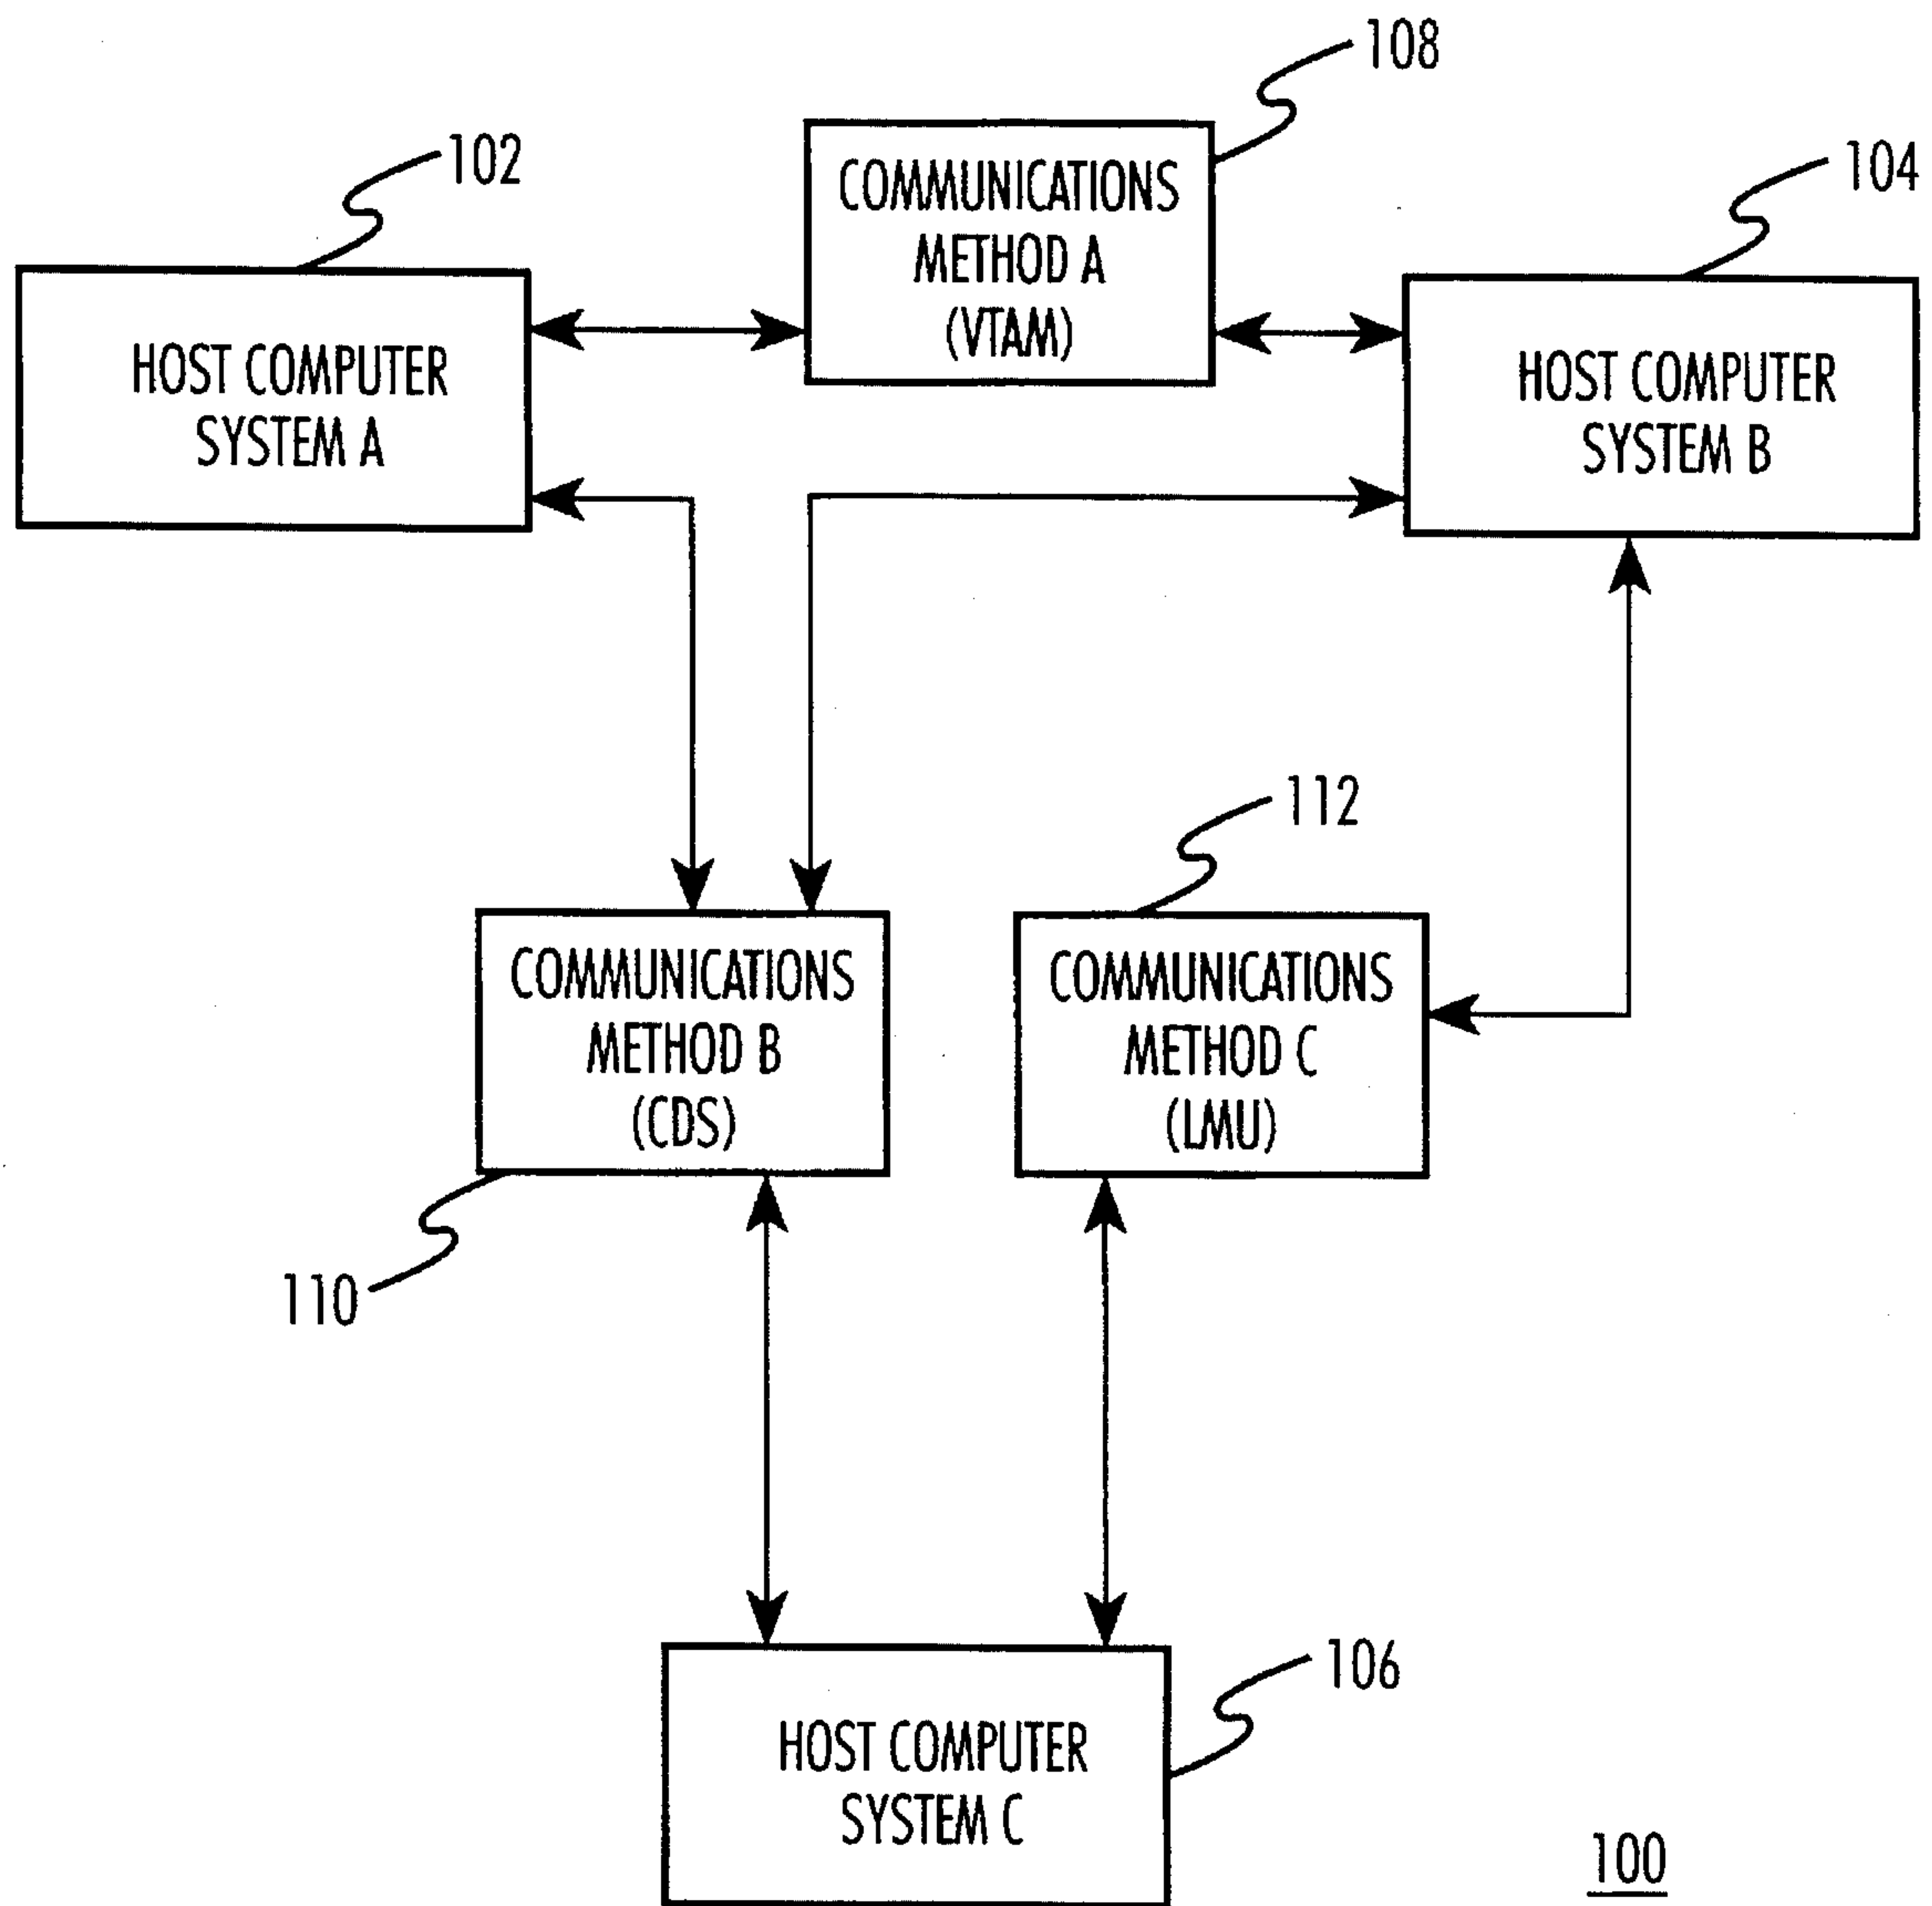 108
102
COMMUNICATIONS
METHOD A
(VTAM)
104
HOST COMPUTER
SYSTEM A
HOST COMPUTER
SYSTEM B
112
COMMUNICATIONS
METHOD B
(CDS)
COMMUNICATIONS
METHOD C
(LMU)
110
106
HOST COMPUTER
SYSTEM C
100